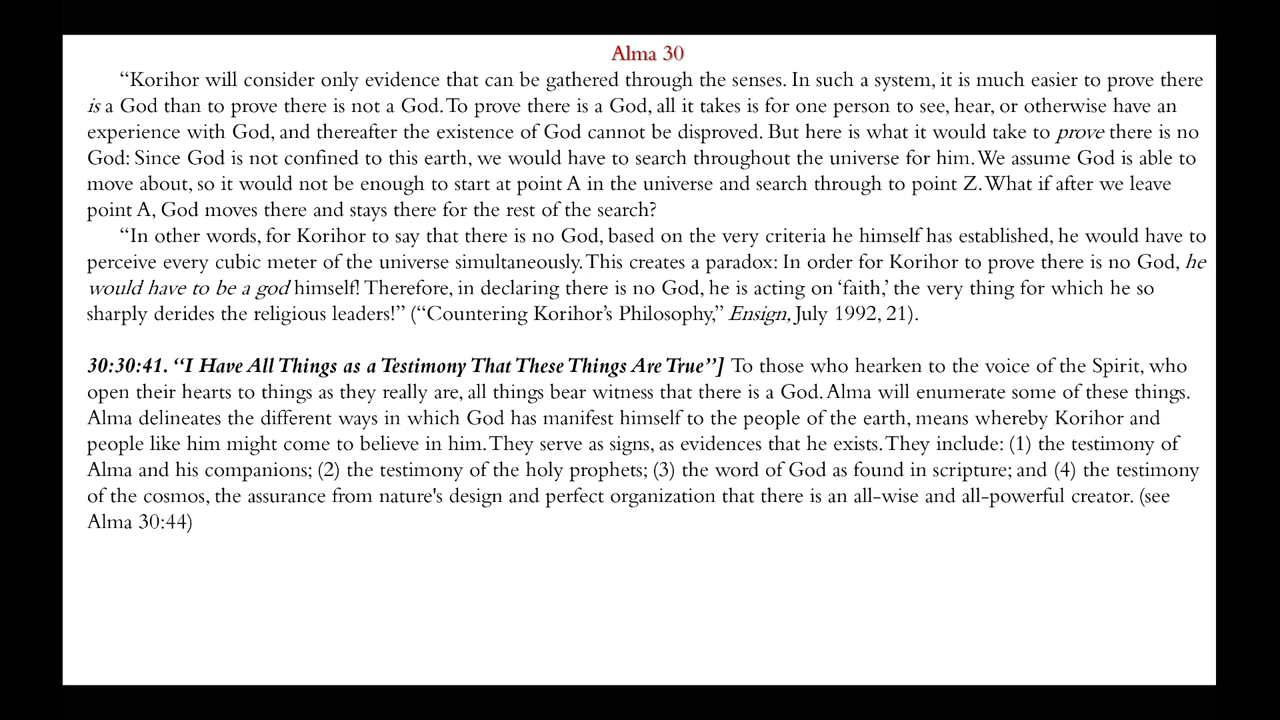 Alma 30
“Korihor will consider only evidence that can be gathered through the senses. In such a system, it is much easier to prove there
is a God than to prove there is not a God. To prove there is a God, all it takes is for one person to see, hear, or otherwise have an
experience with God, and thereafter the existence of God cannot be disproved. But here is what it would take to prove there is no
God: Since God is not confined to this earth, we would have to search throughout the universe for him. We assume God is able to
move about, so it would not be enough to start at point A in the universe and search through to point Z. What if after we leave
point A, God moves there and stays there for the rest of the search?
“In other words, for Korihor to say that there is no God, based on the very criteria he himself has established, he would have to
perceive every cubic meter of the universe simultaneously. This creates a paradox: In order for Korihor to prove there is no God, he
would have to be a god himself! Therefore, in declaring there is no God, he is acting on ‘faith,’ the very thing for which he so
sharply derides the religious leaders!” (“Countering Korihor’s Philosophy,” Ensign, July 1992, 21).
30:30:41. “I Have All Things as a Testimony That These Things Are True”] To those who hearken to the voice of the Spirit, who
open their hearts to things as they really are, all things bear witness that there is a God. Alma will enumerate some of these things.
Alma delineates the different ways in which God has manifest himself to the people of the earth, means whereby Korihor and
people like him might come to believe in him. They serve as signs, as evidences that he exists. They include: (1) the testimony of
Alma and his companions; (2) the testimony of the holy prophets; (3) the word of God as found in scripture; and (4) the testimony
of the cosmos, the assurance from nature's design and perfect organization that there is an all-wise and all-powerful creator. (see
Alma 30:44)